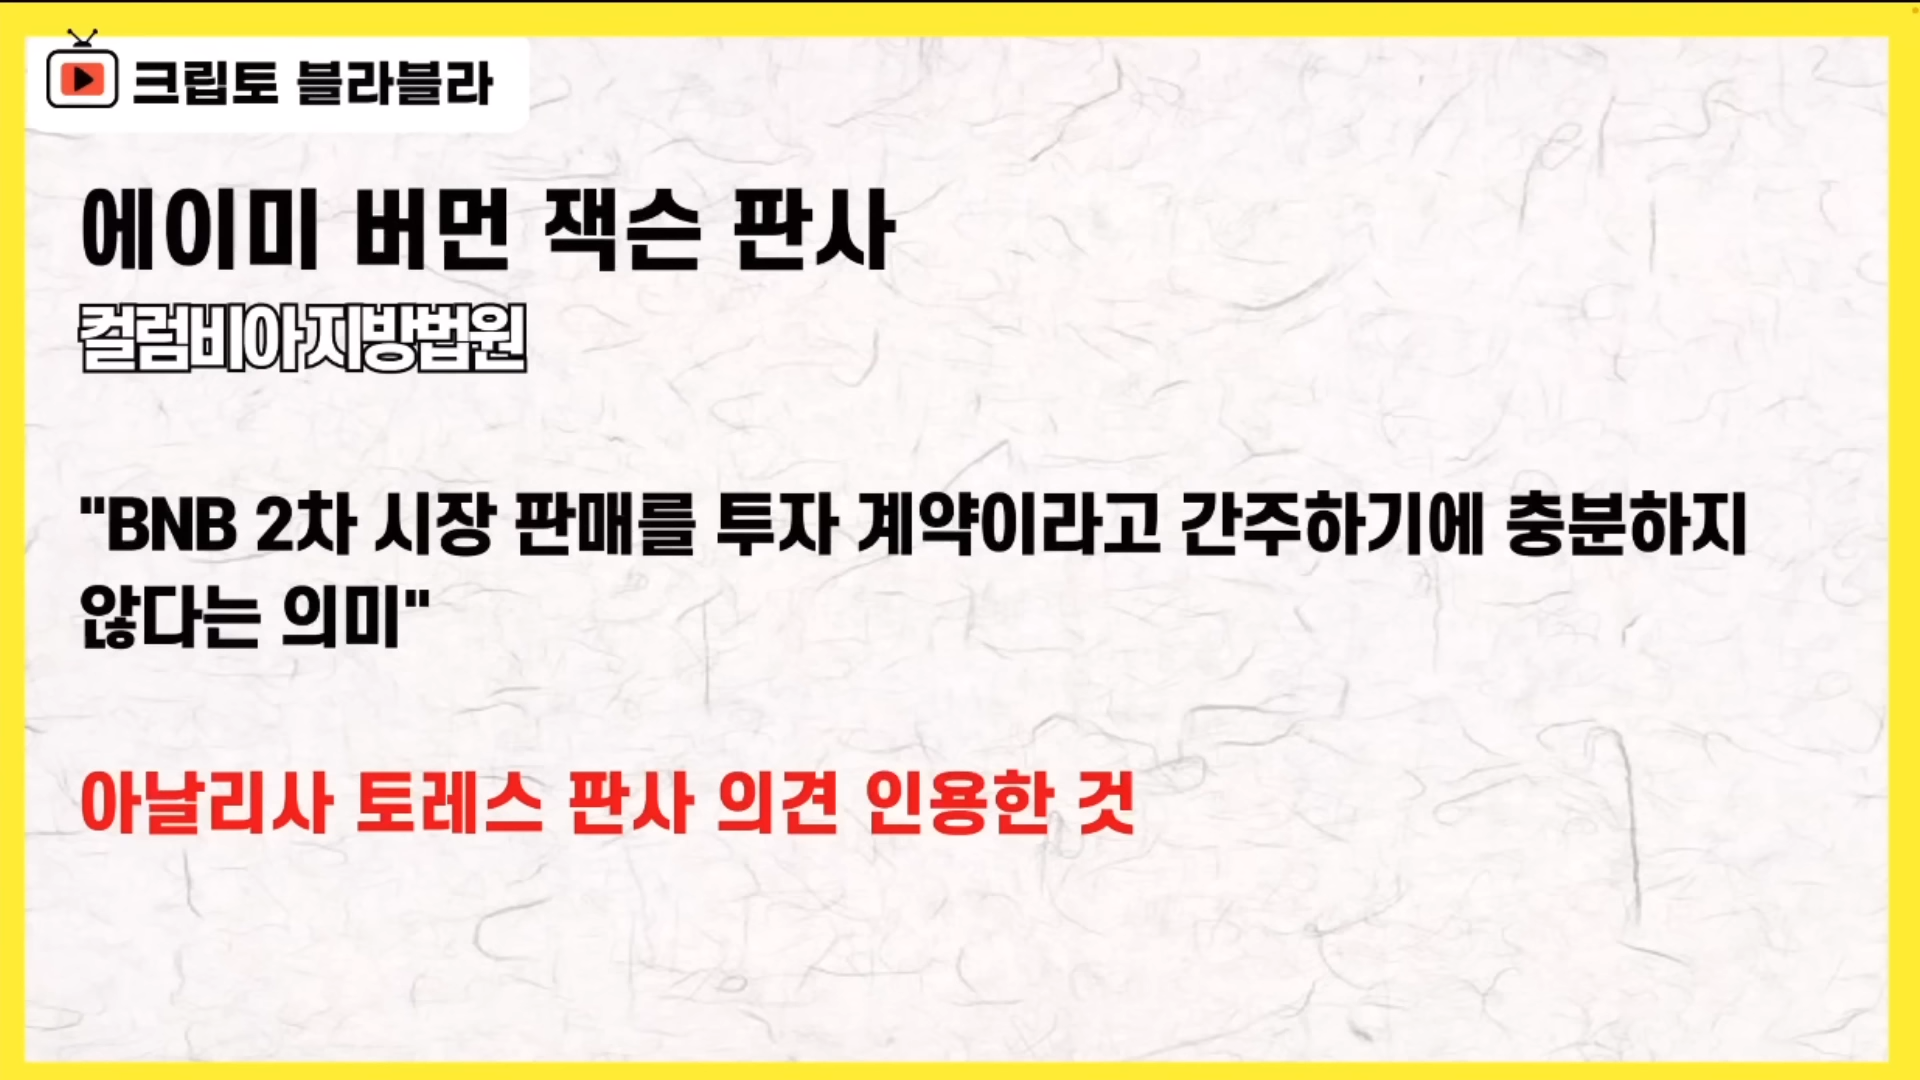 크립토 블라블라
에이미 버먼 잭슨 판사
컬럼비아 지방법원
"BNB 2차 시장 판매를 투자 계약이라고 간주하기에 충분하지
않다는 의미"
아날리사 토레스 판사 의견 인용한 것